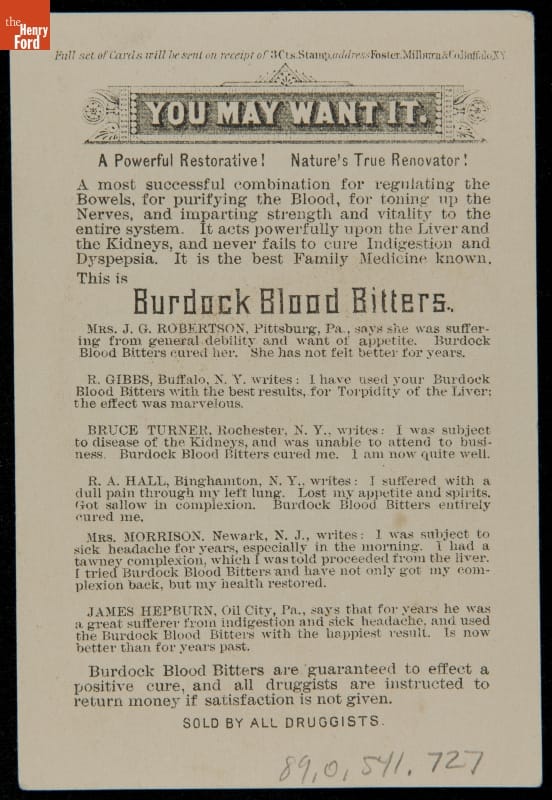 the
Henry
Ford
Full set of Cards will be sent on receipt of 3 Cts. Stamp, address Foster, Milburn & Co Buffalo, N.Y.
YOU MAY WANT IT.
A Powerful Restorative! Nature's True Renovator!
A most successful combination for regulating the
Bowels, for purifying the Blood, for toning up the
Nerves, and imparting strength and vitality to the
entire system. It acts powerfully upon the Liver and
the Kidneys, and never fails to cure Indigestion and
Dyspepsia. It is the best Family Medicine known.
This is
Burdock Blood Bitters.
MRS. J. G. ROBERTSON, Pittsburg, Pa., says she was suffer-
ing from general debility and want of appetite. Burdock
Blood Bitters cured her. She has not felt better for years.
R. GIBBS, Buffalo, N. Y. writes: I have used your Burdock
Blood Bitters with the best results, for Torpidity of the Liver;
the effect was marvelous.
BRUCE TURNER, Rochester, N. Y., writes: I was subject
to disease of the Kidneys, and was unable to attend to busi-
ness. Burdock Blood Bitters cured me. I am now quite well.
R. A. HALL, Binghamton, N. Y., writes: I suffered with a
dull pain through my left lung. Lost my appetite and spirits.
Got sallow in complexion. Burdock Blood Bitters entirely
cured me.
MRS. MORRISON, Newark, N. J., writes: I was subject to
sick headache for years, especially in the morning. I had a
tawney complexion, which I was told proceeded from the liver.
I tried Burdock Blood Bitters and have not only got my com-
plexion back, but my health restored.
JAMES HEPBURN, Oil City, Pa., says that for years he was
a great sufferer from indigestion and sick headache, and used
the Burdock Blood Bitters with the happiest result. Is now
better than for years past.
Burdock Blood Bitters are guaranteed to effect a
positive cure, and all druggists are instructed to
return money if satisfaction is not given.
SOLD BY ALL DRUGGISTS.
89.0.541.727